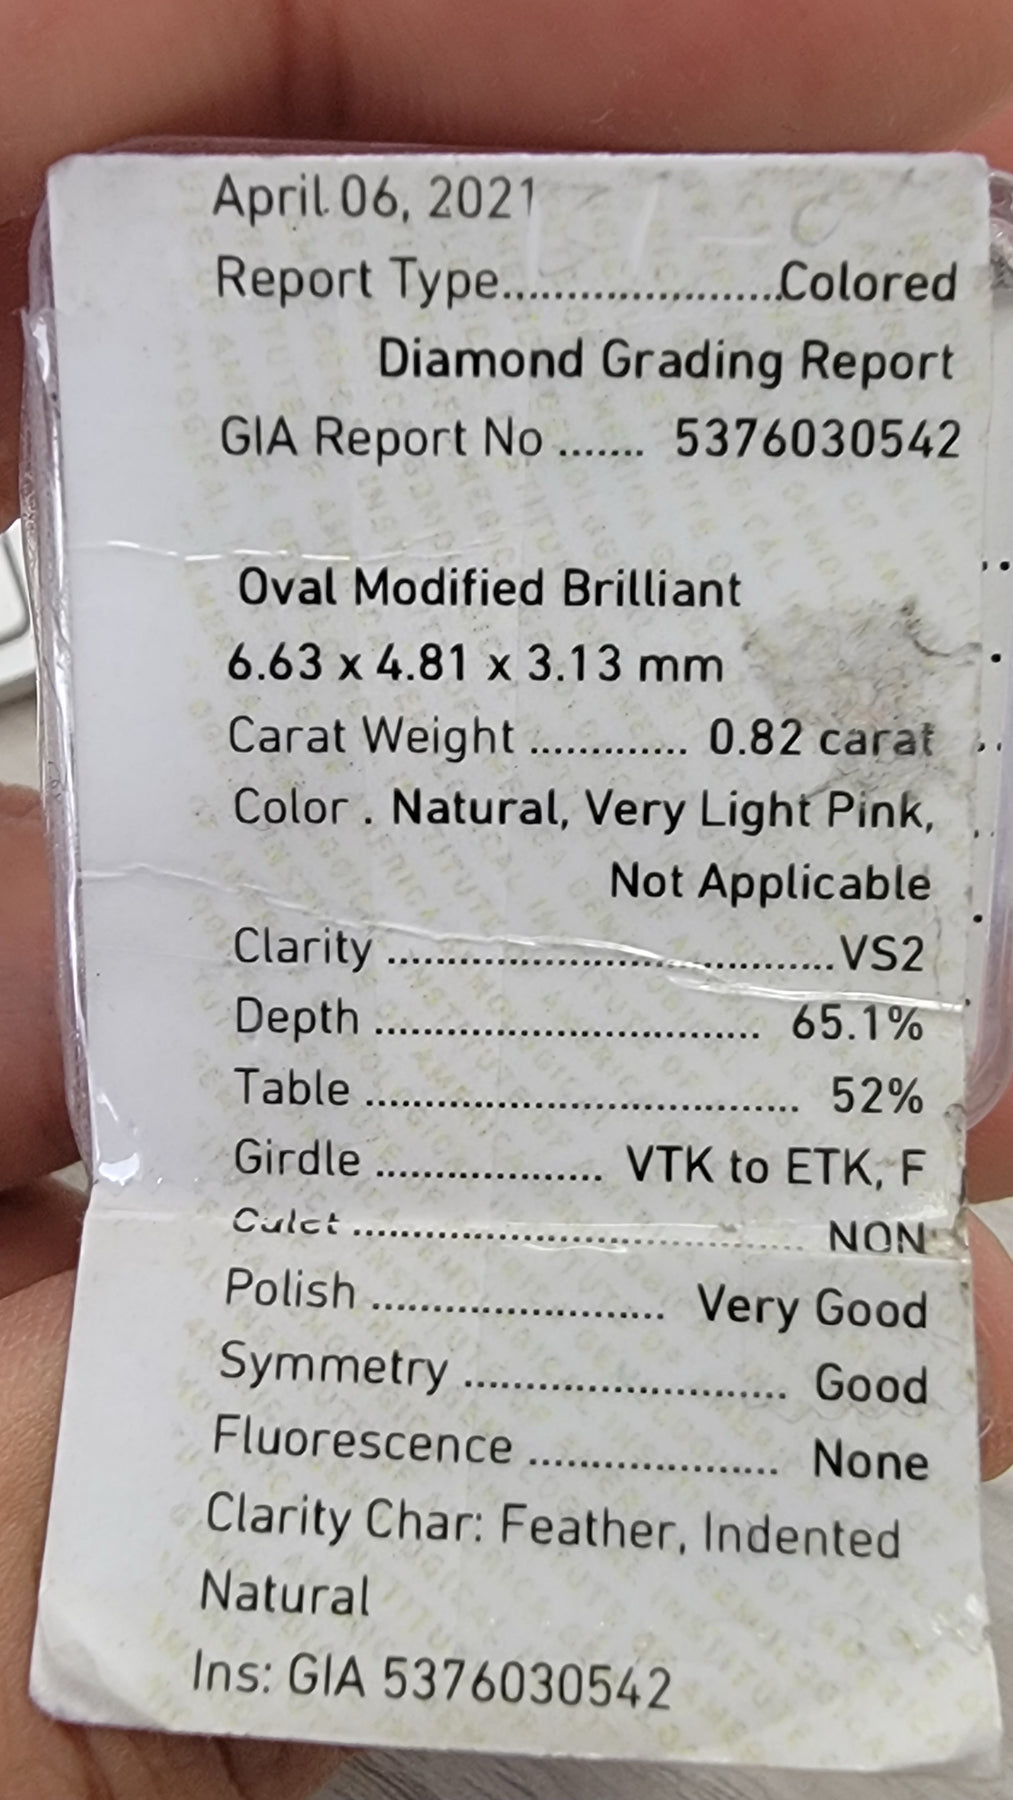 April 06, 2021
Report Type.......................Colored
Diamond Grading Report
GIA Report No ....... 5376030542
Oval Modified Brilliant
6.63 x 4.81 x 3.13 mm
Carat Weight ............. 0.82 carat
Color . Natural, Very Light Pink,
Not Applicable
Clarity .....................................VS2
Depth ................................ 65.1%
Table .................................... 52%
Girdle ................... VTK to ETK, F
Culet ...................................... NON
Polish ........................ Very Good
Symmetry ........................... Good
Fluorescence ..................... None
Clarity Char: Feather, Indented
Natural
Ins: GIA 5376030542